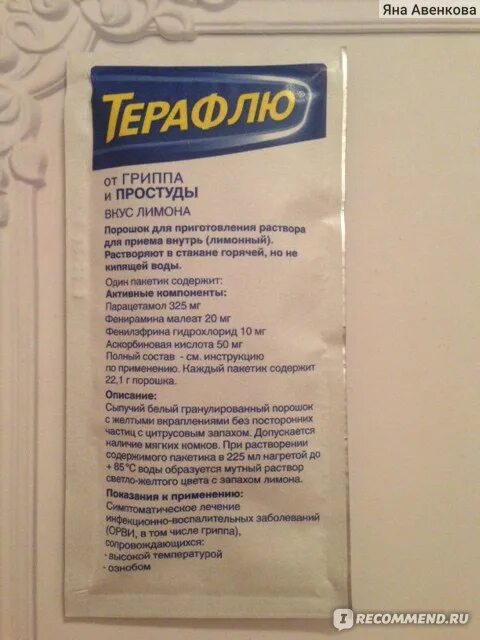 Яна Авенкова
ТЕРАФЛЮ®
от ГРИППА
и ПРОСТУДЫ
ВКУС ЛИМОНА
Порошок для приготовления раствора
для приема внутрь (лимонный).
Растворяют в стакане горячей, но не
кипящей воды.
Один пакетик содержит:
Активные компоненты:
Парацетамол 325 мг
Фенирамина малеат 20 мг
Фенилэфрина гидрохлорид 10 мг
Аскорбиновая кислота 50 мг
Полный состав - см. инструкцию
по применению. Каждый пакетик содержит
22,1 г порошка.
Описание:
Сыпучий белый гранулированный порошок
с желтыми вкраплениями без посторонних
частиц с цитрусовым запахом. Допускается
наличие мягких комков. При растворении
содержимого пакетика в 225 мл нагретой до
+ 85°C воды образуется мутный раствор
светло-желтого цвета с запахом лимона.
Показания к применению:
Симптоматическое лечение
инфекционно-воспалительных заболеваний
(ОРВИ, в том числе гриппа),
сопровождающихся:
- высокой температурой
- ознобом
IRECOMMEND.RU